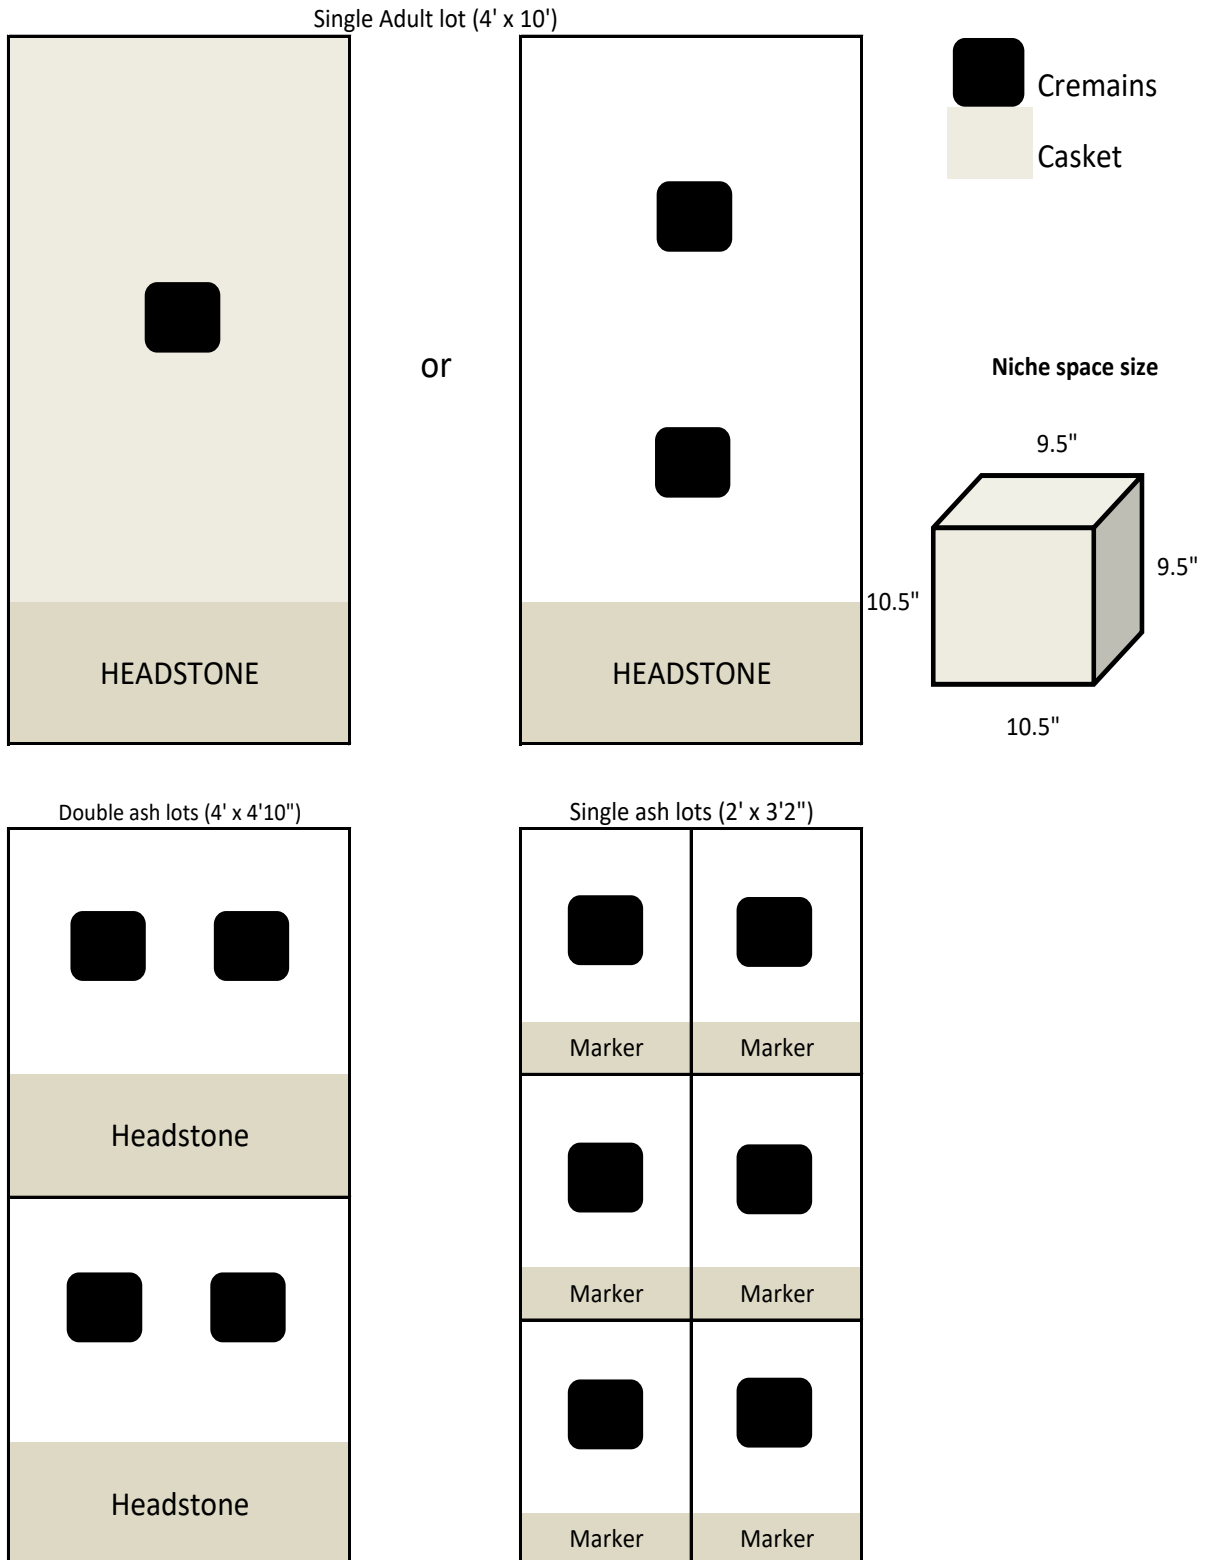 Single Adult lot (4' x 10')
Cremains
Casket
or
Niche space size
9.5"
9.5"
10.5"
10.5"
HEADSTONE
HEADSTONE
Double ash lots (4' x 4'10")
Single ash lots (2' x 3'2")
Marker
Marker
Headstone
Marker
Marker
Headstone
Marker
Marker